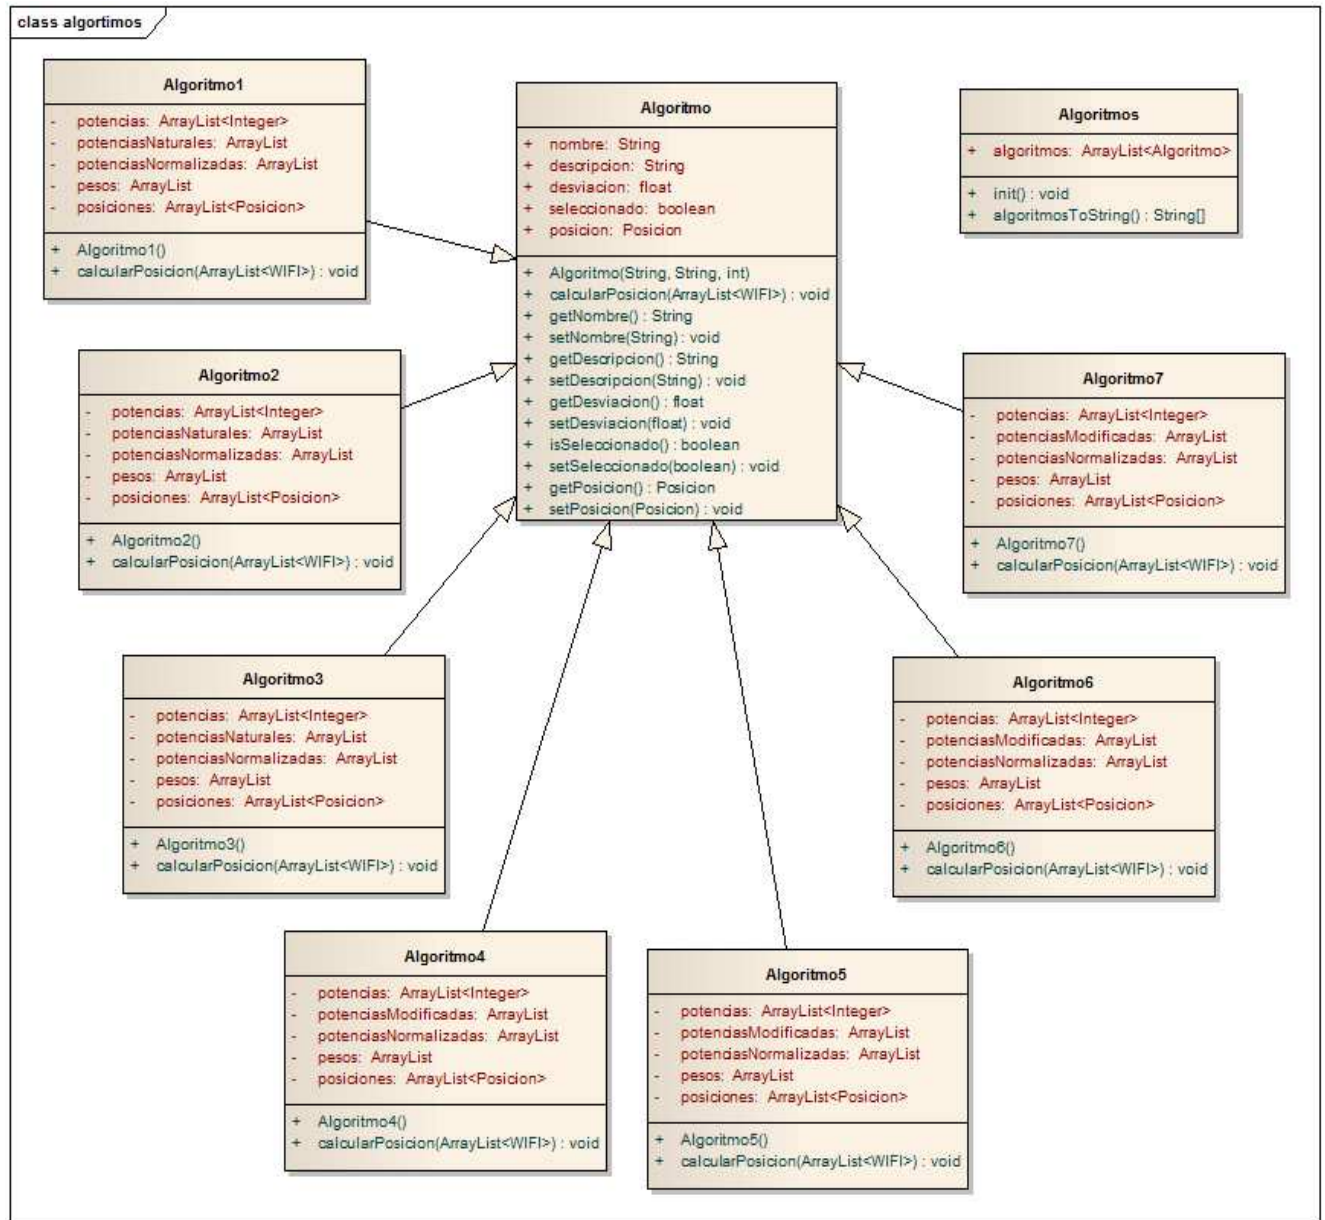 class algortimos
Algoritmo1
- potencias: ArrayList<Integer>
- potenciasNaturales: ArrayList
- potenciasNormalizadas: ArrayList
- pesos: ArrayList
- posiciones: ArrayList<Posicion>
+ Algoritmo1()
+ calcularPosicion(ArrayList<WIFI>) : void
Algoritmo
+ nombre: String
+ descripcion: String
+ desviacion: float
+ seleccionado: boolean
+ posicion: Posicion
+ Algoritmo(String, String, int)
+ calcularPosicion(ArrayList<WIFI>) : void
+ getNombre() : String
+ setNombre(String) : void
+ getDescripcion() : String
+ setDescripcion(String) : void
+ getDesviacion() : float
+ setDesviacion(float) : void
+ isSeleccionado() : boolean
+ setSeleccionado(boolean) : void
+ getPosicion() : Posicion
+ setPosicion(Posicion) : void
Algoritmos
+ algoritmos: ArrayList<Algoritmo>
+ init() : void
+ algoritmosToString() : String[]
Algoritmo2
- potencias: ArrayList<Integer>
- potenciasNaturales: ArrayList
- potenciasNormalizadas: ArrayList
- pesos: ArrayList
- posiciones: ArrayList<Posicion>
+ Algoritmo2()
+ calcularPosicion(ArrayList<WIFI>) : void
Algoritmo7
- potencias: ArrayList<Integer>
- potenciasModificadas: ArrayList
- potenciasNormalizadas: ArrayList
- pesos: ArrayList
- posiciones: ArrayList<Posicion>
+ Algoritmo7()
+ calcularPosicion(ArrayList<WIFI>) : void
Algoritmo3
- potencias: ArrayList<Integer>
- potenciasNaturales: ArrayList
- potenciasNormalizadas: ArrayList
- pesos: ArrayList
- posiciones: ArrayList<Posicion>
+ Algoritmo3()
+ calcularPosicion(ArrayList<WIFI>) : void
Algoritmo6
- potencias: ArrayList<Integer>
- potenciasModificadas: ArrayList
- potenciasNormalizadas: ArrayList
- pesos: ArrayList
- posiciones: ArrayList<Posicion>
+ Algoritmo6()
+ calcularPosicion(ArrayList<WIFI>) : void
Algoritmo4
- potencias: ArrayList<Integer>
- potenciasModificadas: ArrayList
- potenciasNormalizadas: ArrayList
- pesos: ArrayList
- posiciones: ArrayList<Posicion>
+ Algoritmo4()
+ calcularPosicion(ArrayList<WIFI>) : void
Algoritmo5
- potencias: ArrayList<Integer>
- potenciasModificadas: ArrayList
- potenciasNormalizadas: ArrayList
- pesos: ArrayList
- posiciones: ArrayList<Posicion>
+ Algoritmo5()
+ calcularPosicion(ArrayList<WIFI>) : void